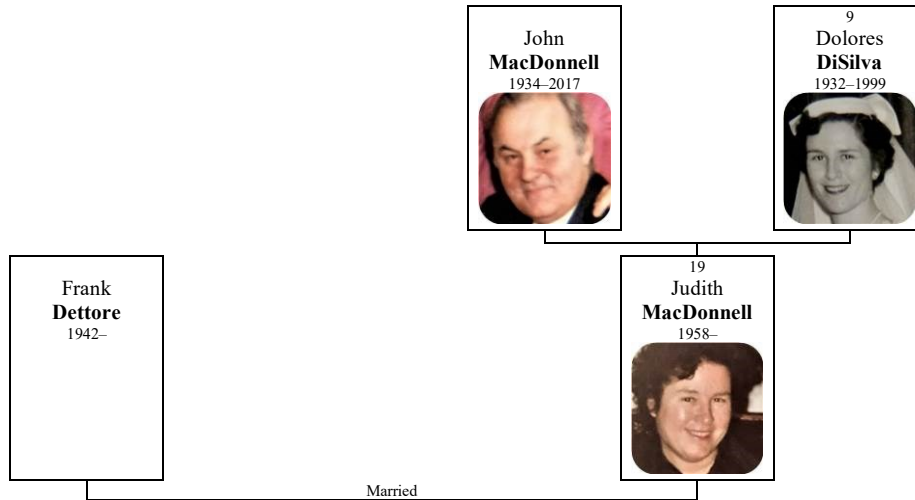 John
MacDonnell
1934–2017
9
Dolores
DiSilva
1932–1999
Frank
Dettore
1942–
19
Judith
MacDonnell
1958–
Married